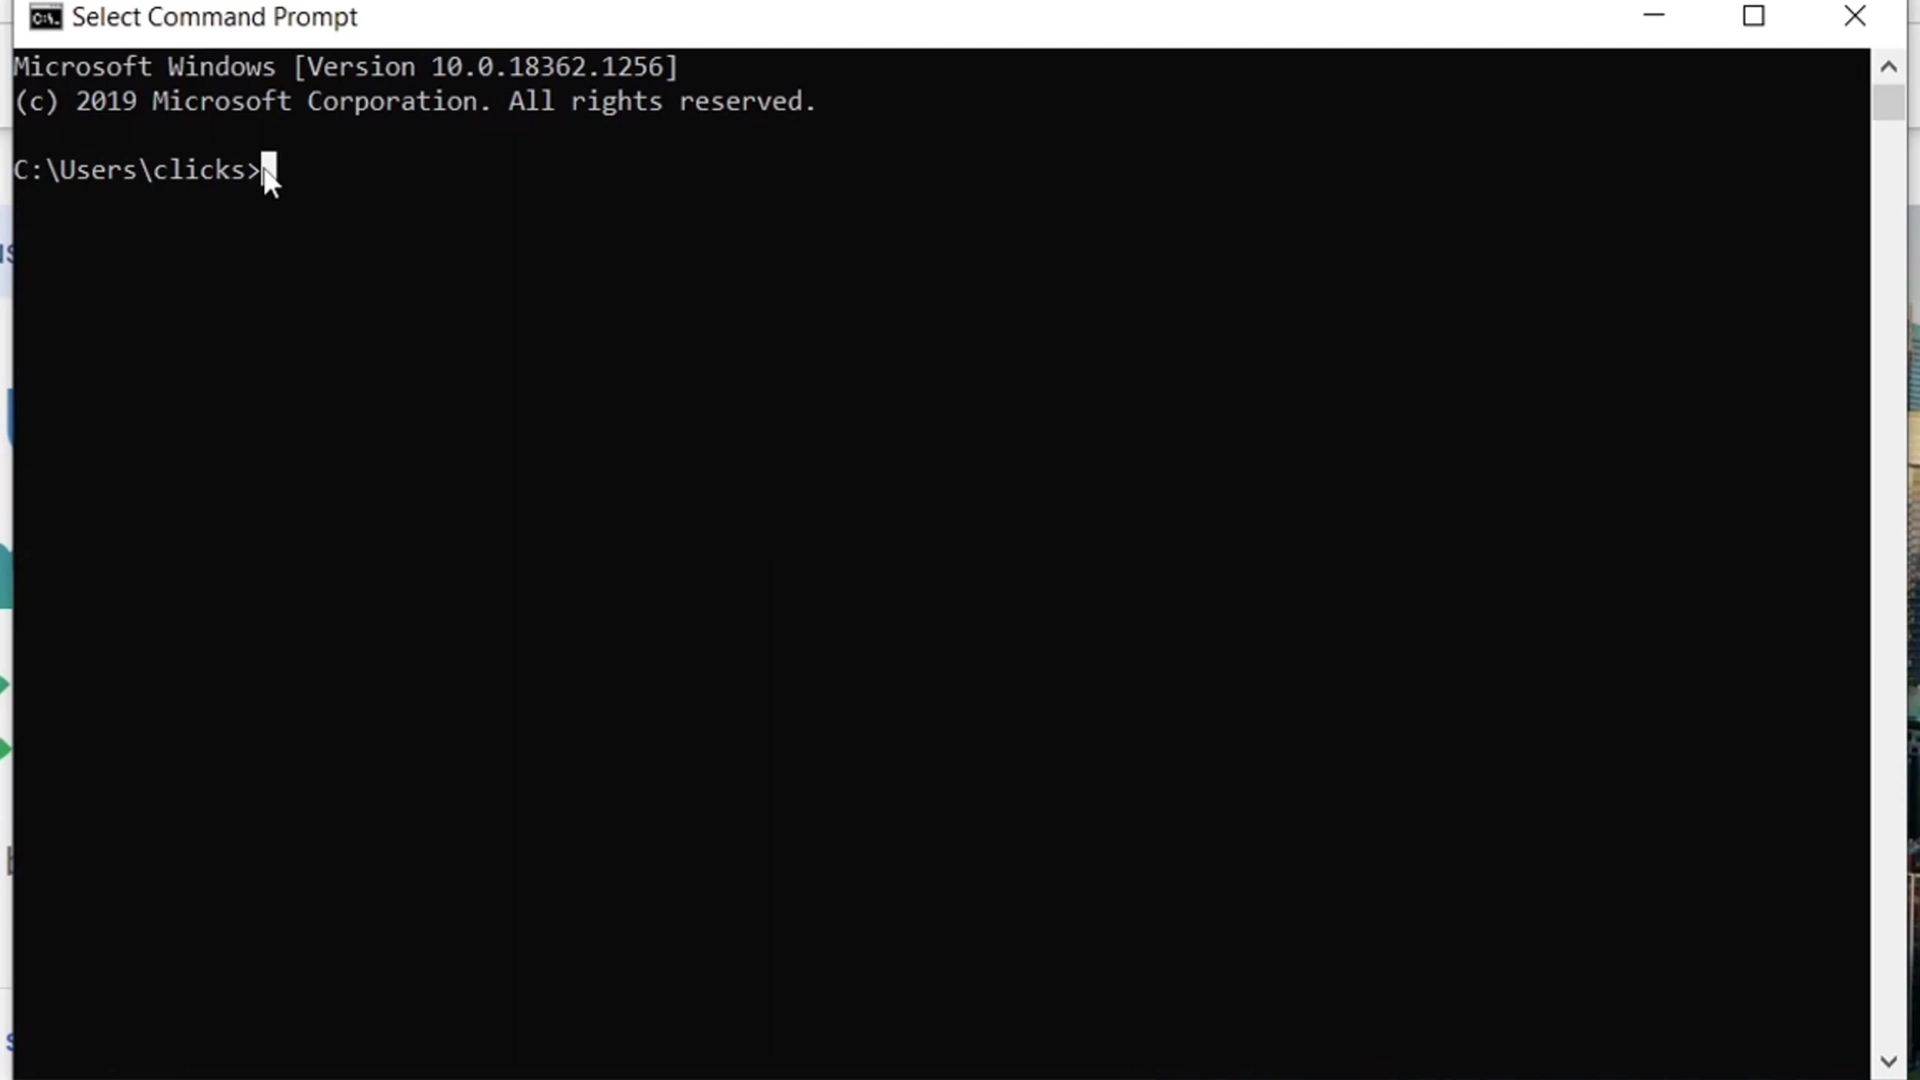 Select Command Prompt
Microsoft Windows [Version 10.0.18362.1256]
(c) 2019 Microsoft Corporation. All rights reserved.
C:\Users\clicks>